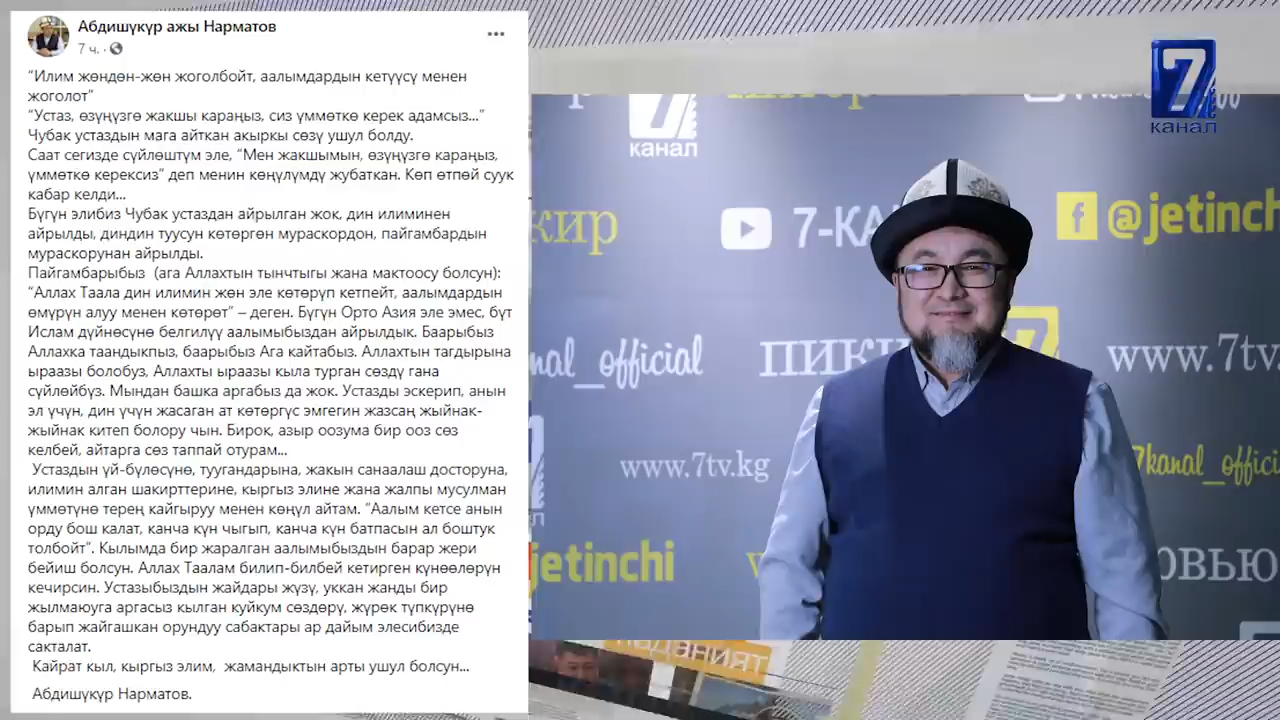 Абдишүкүр ажы Нарматов
7 ч. ·
“Илим жөндөн-жөн жоголбойт, аалымдардын кетүүсү менен
жоголот”
“Устаз, өзүңүзгө жакшы караңыз, сиз үммөткө керек адамсыз...”
Чубак устаздын мага айткан акыркы сөзү ушул болду.
Саат сегизде сүйлөштүм эле, “Мен жакшымын, өзүңүзгө караңыз,
үммөткө керексиз” деп менин көңүлүмдү жубаткан. Көп өтпөй суук
кабар келди...
Бүгүн элибиз Чубак устаздан айрылган жок, дин илиминен
айрылды, диндин туусун көтөргөн мураскордон, пайгамбардын
мураскорунан айрылды.
Пайгамбарыбыз (ага Аллахтын тынчтыгы жана мактоосу болсун):
“Аллах Таала дин илимин жөн эле көтөрүп кетпейт, аалымдардын
өмүрүн алуу менен көтөрөт” – деген. Бүгүн Орто Азия эле эмес, бүт
Ислам дүйнөсүнө белгилүү аалымыбыздан айрылдык. Баарыбыз
Аллахка таандыкпыз, баарыбыз Ага кайтабыз. Аллахтын тагдырына
ыраазы болобуз, Аллахты ыраазы кыла турган сөздү гана
сүйлөйбүз. Мындан башка аргабыз да жок. Устазды эскерип, анын
эл үчүн, дин үчүн жасаган ат көтөргүс эмгегин жазсаң жыйнак-
жыйнак китеп болору чын. Бирок, азыр оозума бир ооз сөз
келбей, айтарга сөз таппай отурам...
Устаздын үй-бүлөсүнө, туугандарына, жакын санаалаш досторуна,
илимин алган шакирттерине, кыргыз элине жана жалпы мусулман
үммөтүнө терең кайгыруу менен көңүл айтам. “Аалым кетсе анын
орду бош калат, канча күн чыгып, канча күн батпасын ал боштук
толбойт”. Кылымда бир жаралган аалымыбыздын барар жери
бейиш болсун. Аллах Таалам билип-билбей кетирген күнөөлөрүн
кечирсин. Устазыбыздын жайдары жүзү, уккан жанды бир
жылмаюуга аргасыз кылган куйкум сөздөрү, жүрөк түпкүрүнө
барып жайгашкан орундуу сабактары ар дайым элесибизде
сакталат.
Кайрат кыл, кыргыз элим, жамандыктын арты ушул болсун...
Абдишүкүр Нарматов.
7
канал
7
канал
кир
7-КА
f @jetinchi
nal_official
пики
7
www.7tv.
www.7tv.kg
7kanal_offici
jetinchi
рвью
маданият